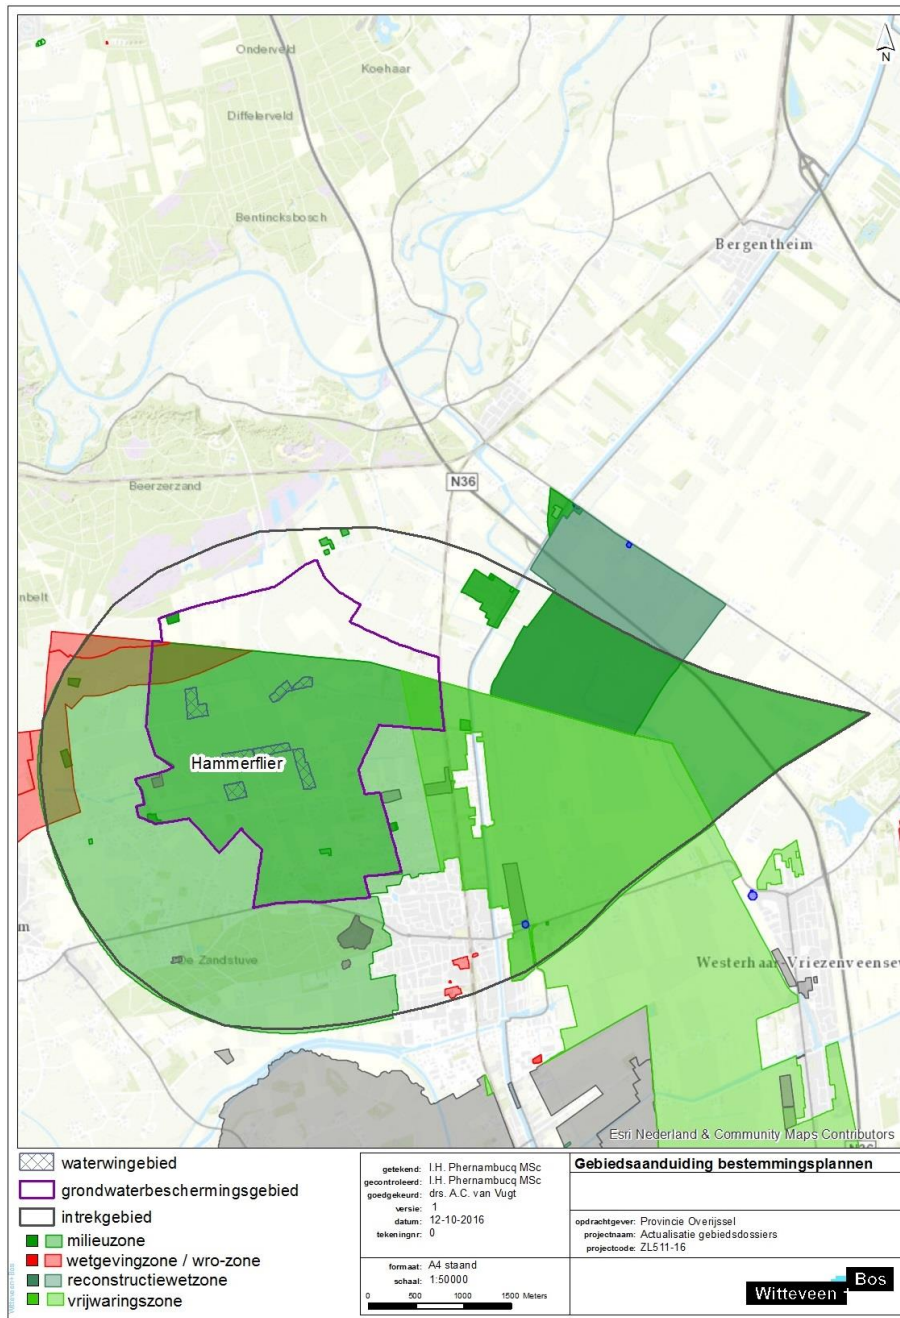 Onderveld
Koehaar
N
Diffelerveld
Bentincksbosch
Bergentheim
N36
Beerzerzand
nbelt
Hammerflier
m
De Zandstuve
Westerhaar-Vriezenveensew
Esri Nederland & Community Maps Contributors
waterwingebied
grondwaterbeschermingsgebied
intrekgebied
milieuzone
wetgevingzone / wro-zone
reconstructiewetzone
vrijwaringszone
Witteveen+Bos
getekend: I.H. Phernambucq MSc
gecontroleerd: I.H. Phernambucq MSc
goedgekeurd: drs. A.C. van Vugt
versie: 1
datum: 12-10-2016
tekeningnr: 0
formaat: A4 staand
schaal: 1:50000
0 500 1000 1500 Meters
Gebiedsaanduiding bestemmingsplannen
opdrachtgever: Provincie Overijssel
projectnaam: Actualisatie gebiedsdossiers
projectcode: ZL511-16
Witteveen + Bos